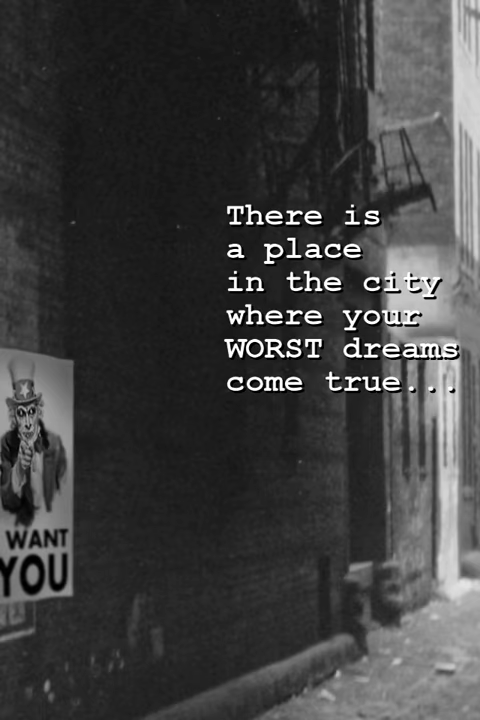 There is
a place
in the city
where your
WORST dreams
come true...
WANT
YOU